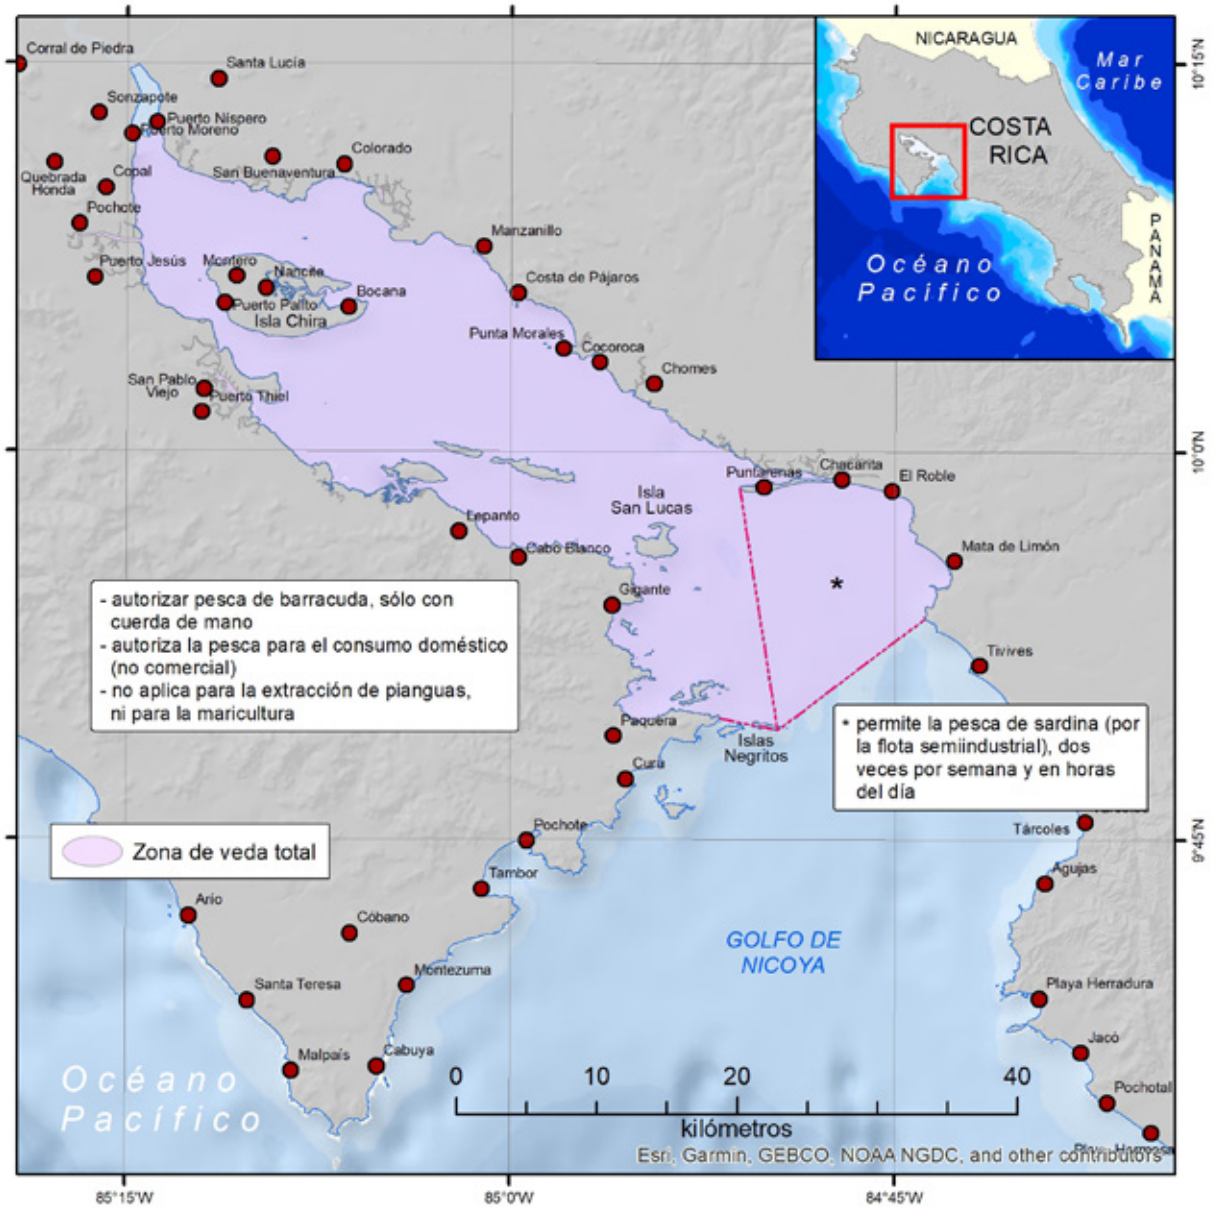 Corral de Piedra
Santa Lucía
Sonzapote
Puerto Níspero
Puerto Moreno
Colorado
San Buenaventura
Quebrada
Honda
Copal
Pochote
Puerto Jesús
Montero
Nancite
Bocana
Puerto Palito
Isla Chira
Manzanillo
Costa de Pájaros
Punta Morales
Cocoroca
Chomes
San Pablo
Viejo
Puerto Thiel
Puntarenas
Chacarita
El Roble
Isla
San Lucas
Lepanto
Cabo Blanco
Mata de Limón
Gigante
*
Tivives
Paquera
Islas
Negritos
Curú
Pochote
Tambor
Tárcoles
Agujas
Ario
Cóbano
Montezuma
Santa Teresa
Malpaís
Cabuya
Playa Herradura
Jacó
Pochotal
Playa Hermosa
NICARAGUA
Mar
Caribe
COSTA
RICA
PANAMÁ
Océano
Pacífico
- autorizar pesca de barracuda, sólo con
cuerda de mano
- autoriza la pesca para el consumo doméstico
(no comercial)
- no aplica para la extracción de pianguas,
ni para la maricultura
* permite la pesca de sardina (por
la flota semiindustrial), dos
veces por semana y en horas
del día
Zona de veda total
GOLFO DE
NICOYA
Océano
Pacífico
0 10 20 40
kilómetros
Esri, Garmin, GEBCO, NOAA NGDC, and other contributors
10°15'N
10°0'N
9°45'N
85°15'W
85°0'W
84°45'W